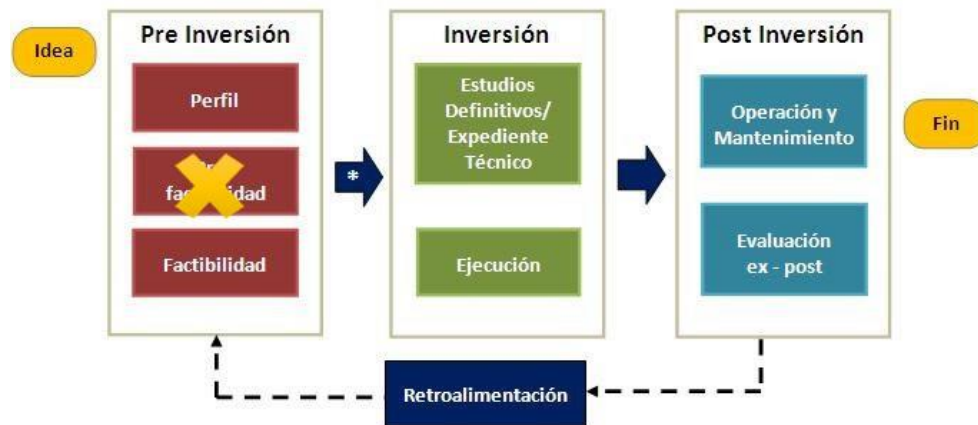 Idea
Pre Inversión
Perfil
Factibilidad
*
Inversión
Estudios
Definitivos/
Expediente
Técnico
Ejecución
Post Inversión
Operación y
Mantenimiento
Evaluación
ex - post
Fin
Retroalimentación